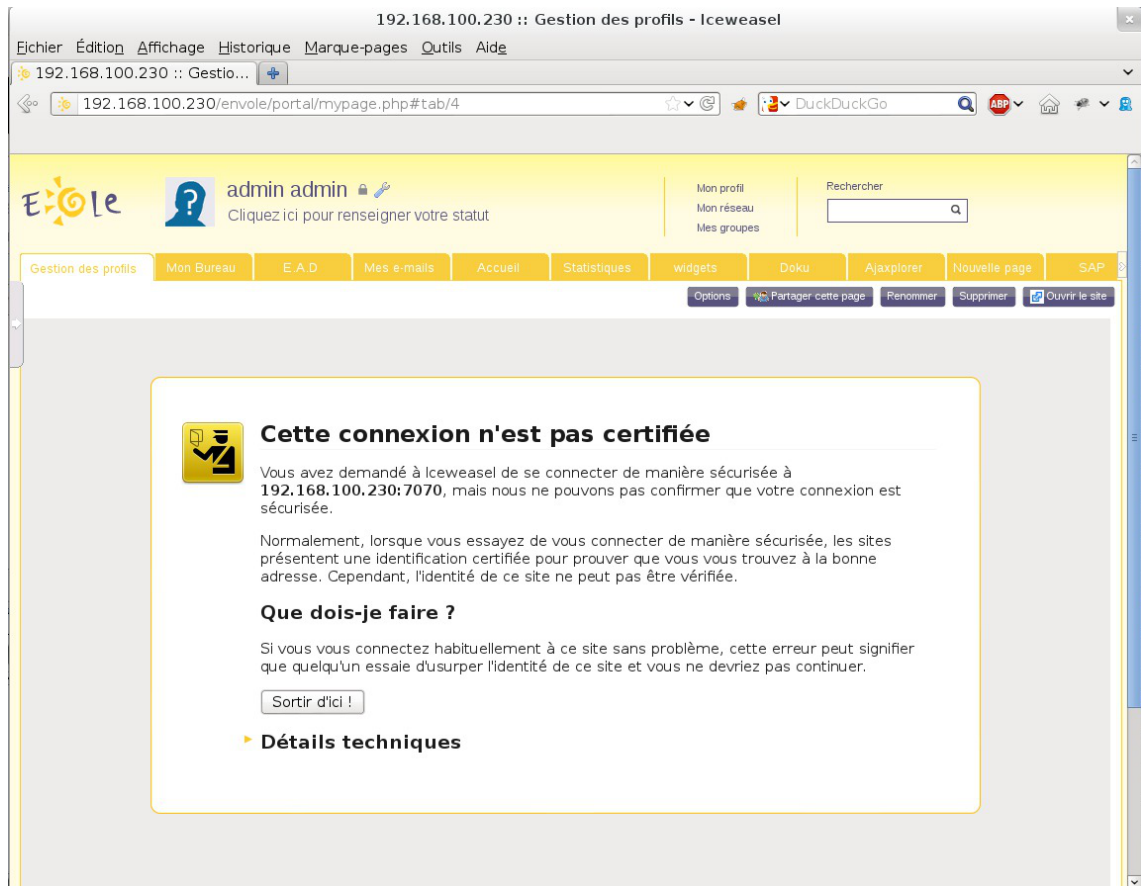 192.168.100.230 :: Gestion des profils - Iceweasel
Fichier Édition Affichage Historique Marque-pages Outils Aide
192.168.100.230 :: Gestio...
192.168.100.230/envole/portal/mypage.php#tab/4
DuckDuckGo
ABP
Eole
admin admin
Cliquez ici pour renseigner votre statut
Mon profil
Mon réseau
Mes groupes
Rechercher
Gestion des profils Mon Bureau E.A.D Mes e-mails Accueil Statistiques widgets Doku Ajaxplorer Nouvelle page SAP
Options Partager cette page Renommer Supprimer Ouvrir le site
Cette connexion n'est pas certifiée
Vous avez demandé à Iceweasel de se connecter de manière sécurisée à
192.168.100.230:7070, mais nous ne pouvons pas confirmer que votre connexion est
sécurisée.
Normalement, lorsque vous essayez de vous connecter de manière sécurisée, les sites
présentent une identification certifiée pour prouver que vous vous trouvez à la bonne
adresse. Cependant, l'identité de ce site ne peut pas être vérifiée.
Que dois-je faire ?
Si vous vous connectez habituellement à ce site sans problème, cette erreur peut signifier
que quelqu'un essaie d'usurper l'identité de ce site et vous ne devriez pas continuer.
Sortir d'ici !
Détails techniques